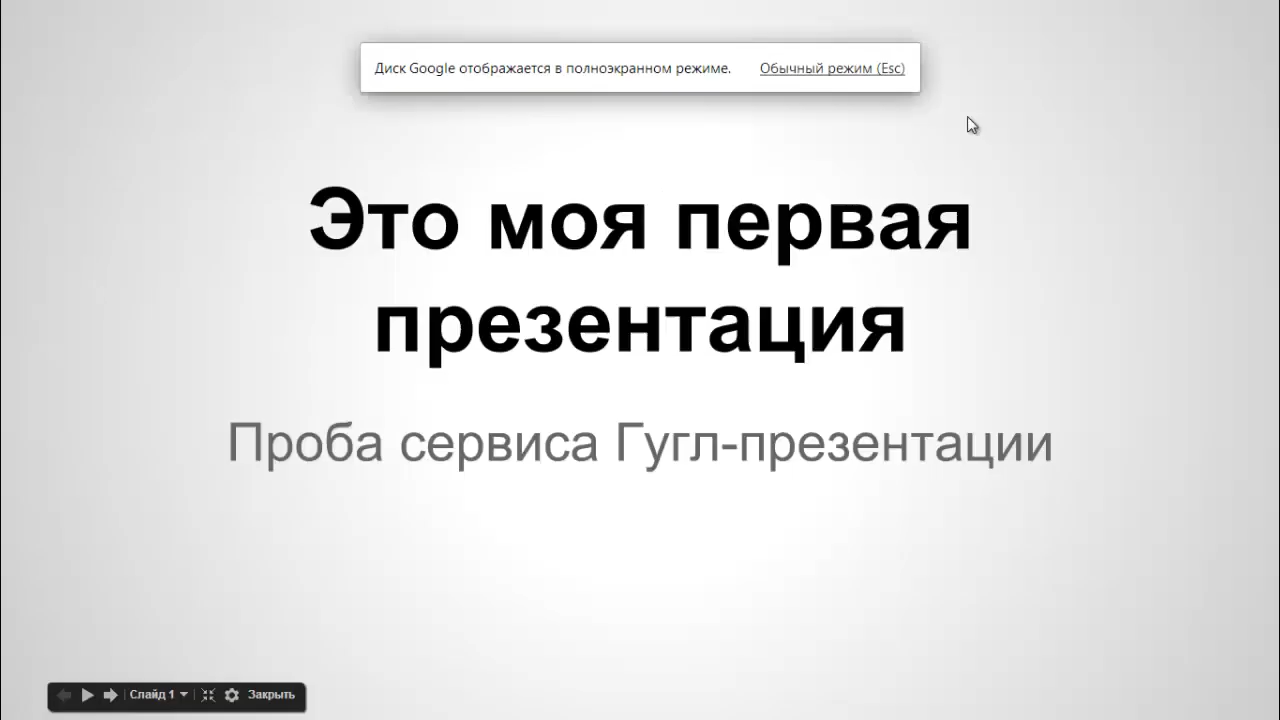 Диск Google отображается в полноэкранном режиме. Обычный режим (Esc)
Это моя первая
презентация
Проба сервиса Гугл-презентации
Слайд 1 Закрыть